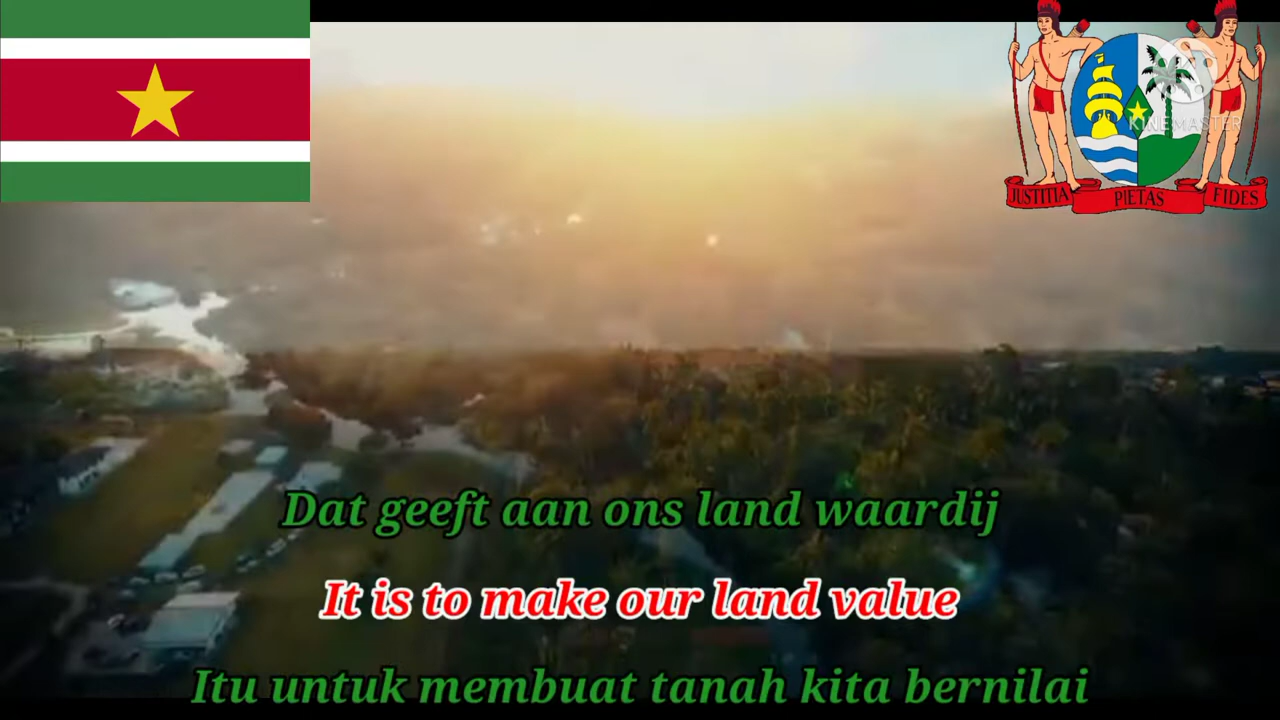 KINEMASTER
JUSTITIA PIETAS FIDES
Dat geeft aan ons land waardij
It is to make our land value
Itu untuk membuat tanah kita bernilai